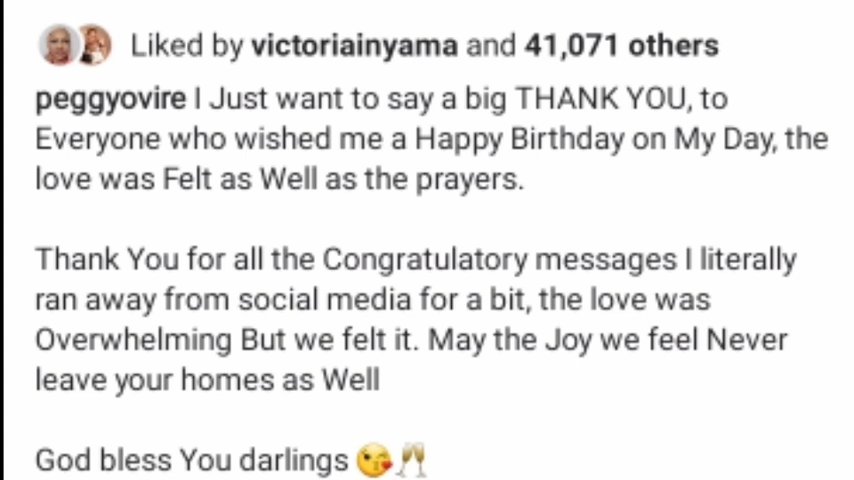 Liked by victoriainyama and 41,071 others
peggyovire I Just want to say a big THANK YOU, to
Everyone who wished me a Happy Birthday on My Day, the
love was Felt as Well as the prayers.
Thank You for all the Congratulatory messages I literally
ran away from social media for a bit, the love was
Overwhelming But we felt it. May the Joy we feel Never
leave your homes as Well
God bless You darlings 😘🥂